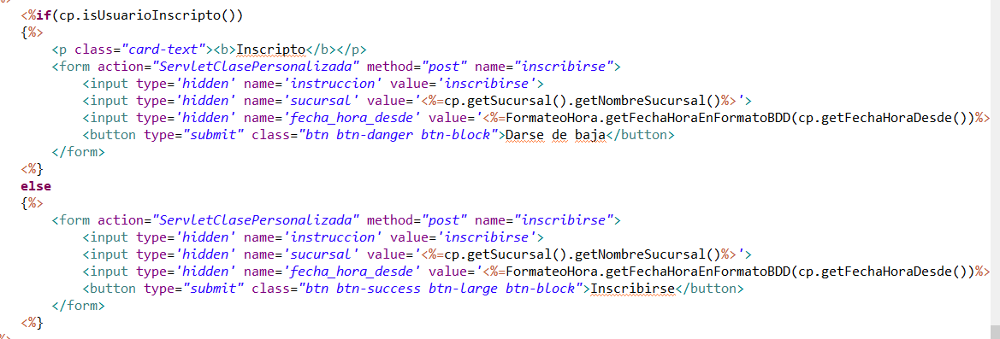 <%if(cp.isUsuarioInscripto())
{%>
<p class="card-text"><b>Inscripto</b></p>
<form action="ServletClasePersonalizada" method="post" name="inscribirse">
<input type='hidden' name='instruccion' value='inscribirse'>
<input type='hidden' name='sucursal' value='<%=cp.getSucursal().getNombreSucursal()%>'>
<input type='hidden' name='fecha_hora_desde' value='<%=FormateoHora.getFechaHoraEnFormatoBDD(cp.getFechaHoraDesde())%>
<button type="submit" class="btn btn-danger btn-block">Darse de baja</button>
</form>
<%}
else
{%>
<form action="ServletClasePersonalizada" method="post" name="inscribirse">
<input type='hidden' name='instruccion' value='inscribirse'>
<input type='hidden' name='sucursal' value='<%=cp.getSucursal().getNombreSucursal()%>'>
<input type='hidden' name='fecha_hora_desde' value='<%=FormateoHora.getFechaHoraEnFormatoBDD(cp.getFechaHoraDesde())%>
<button type="submit" class="btn btn-success btn-large btn-block">Inscribirse</button>
</form>
<%}